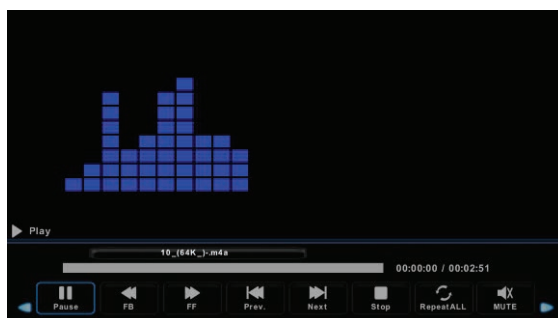 Play
10_(64K_)-.m4a
00:00:00 / 00:02:51
Pause FB FF Prev. Next Stop RepeatALL MUTE